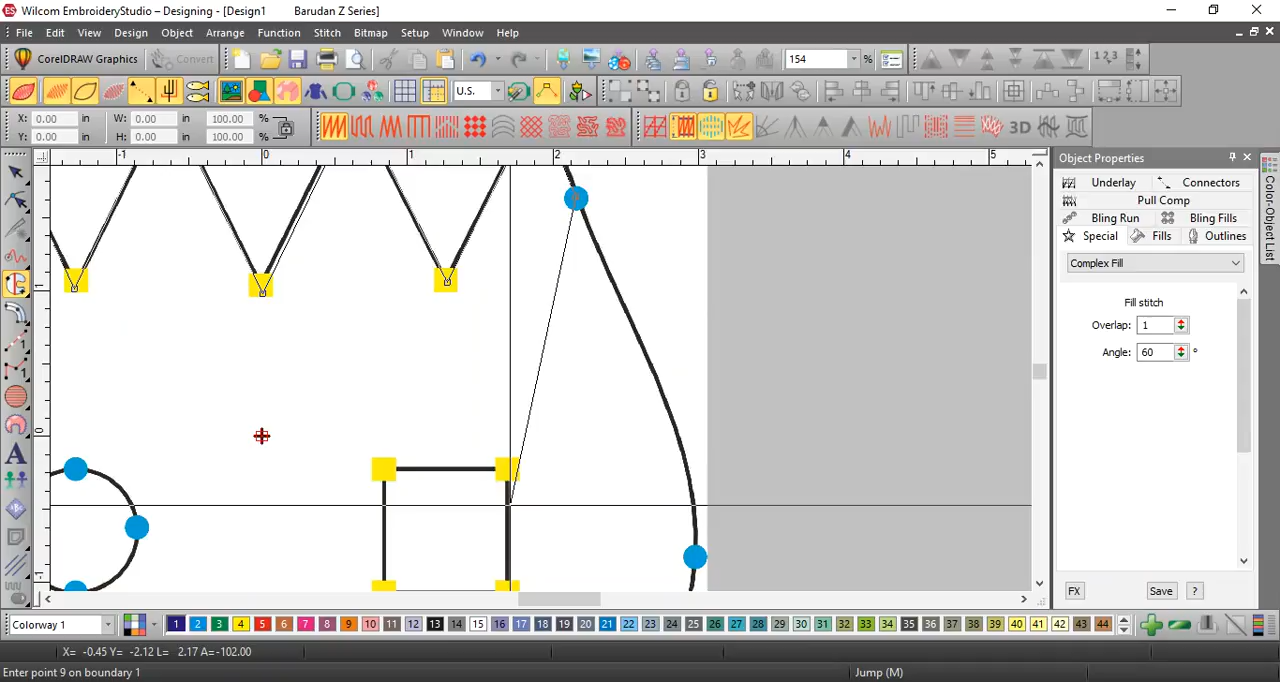 ES Wilcom EmbroideryStudio – Designing - [Design1 Barudan Z Series]
File Edit View Design Object Arrange Function Stitch Bitmap Setup Window Help
CorelDRAW Graphics Convert 154 % 1 2 3
U.S.
X: 0.00 in W: 0.00 in 100.00 %
Y: 0.00 in H: 0.00 in 100.00 %
3D
-1 0 1 2 3 4 5
Object Properties
Underlay Connectors
Pull Comp
Bling Run Bling Fills
Special Fills Outlines
Complex Fill
Fill stitch
Overlap: 1
Angle: 60 °
FX Save ?
Color-Object List
1
0
-1
A
Colorway 1 1 2 3 4 5 6 7 8 9 10 11 12 13 14 15 16 17 18 19 20 21 22 23 24 25 26 27 28 29 30 31 32 33 34 35 36 37 38 39 40 41 42 43 44
X= -0.45 Y= -2.12 L= 2.17 A=-102.00
Enter point 9 on boundary 1 Jump (M)